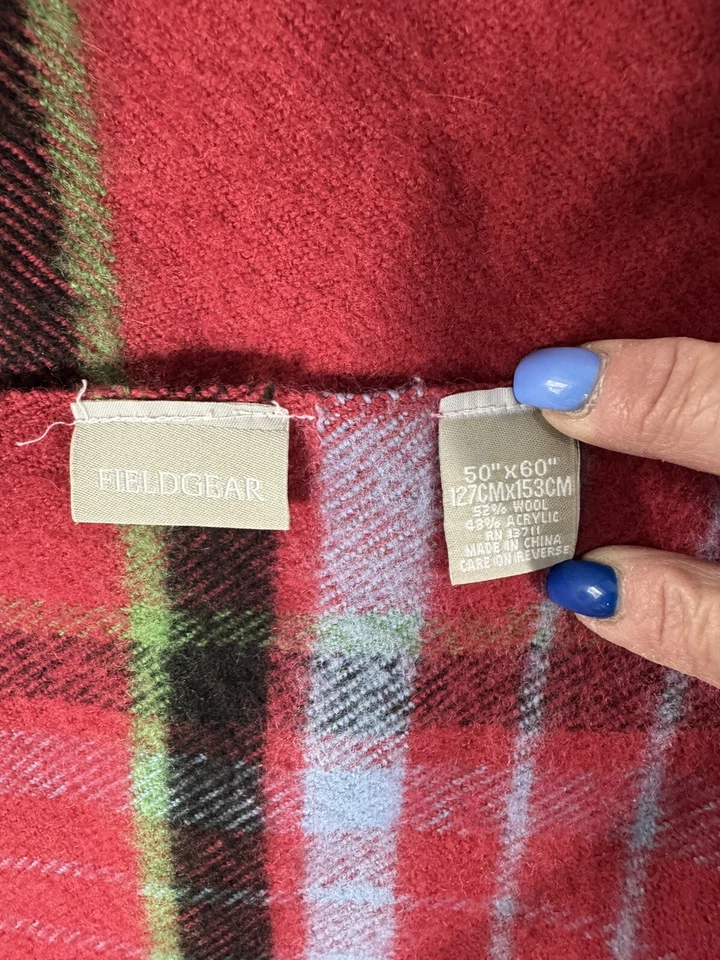 FIELDGEAR
50"X60"
127CMX153CM
52% WOOL
48% ACRYLIC
RN 13711
MADE IN CHINA
CARE ON REVERSE